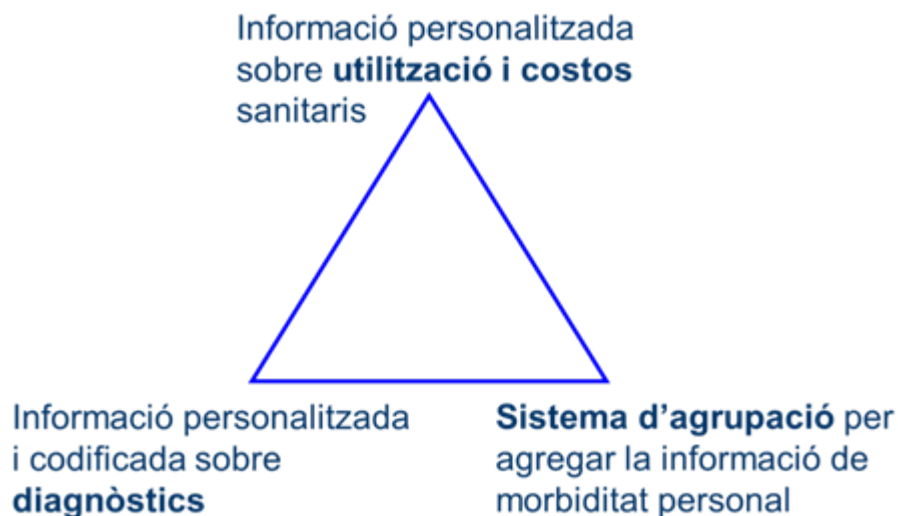 Informació personalitzada
sobre utilització i costos
sanitaris
Informació personalitzada
i codificada sobre
diagnòstics
Sistema d’agrupació per
agregar la informació de
morbiditat personal